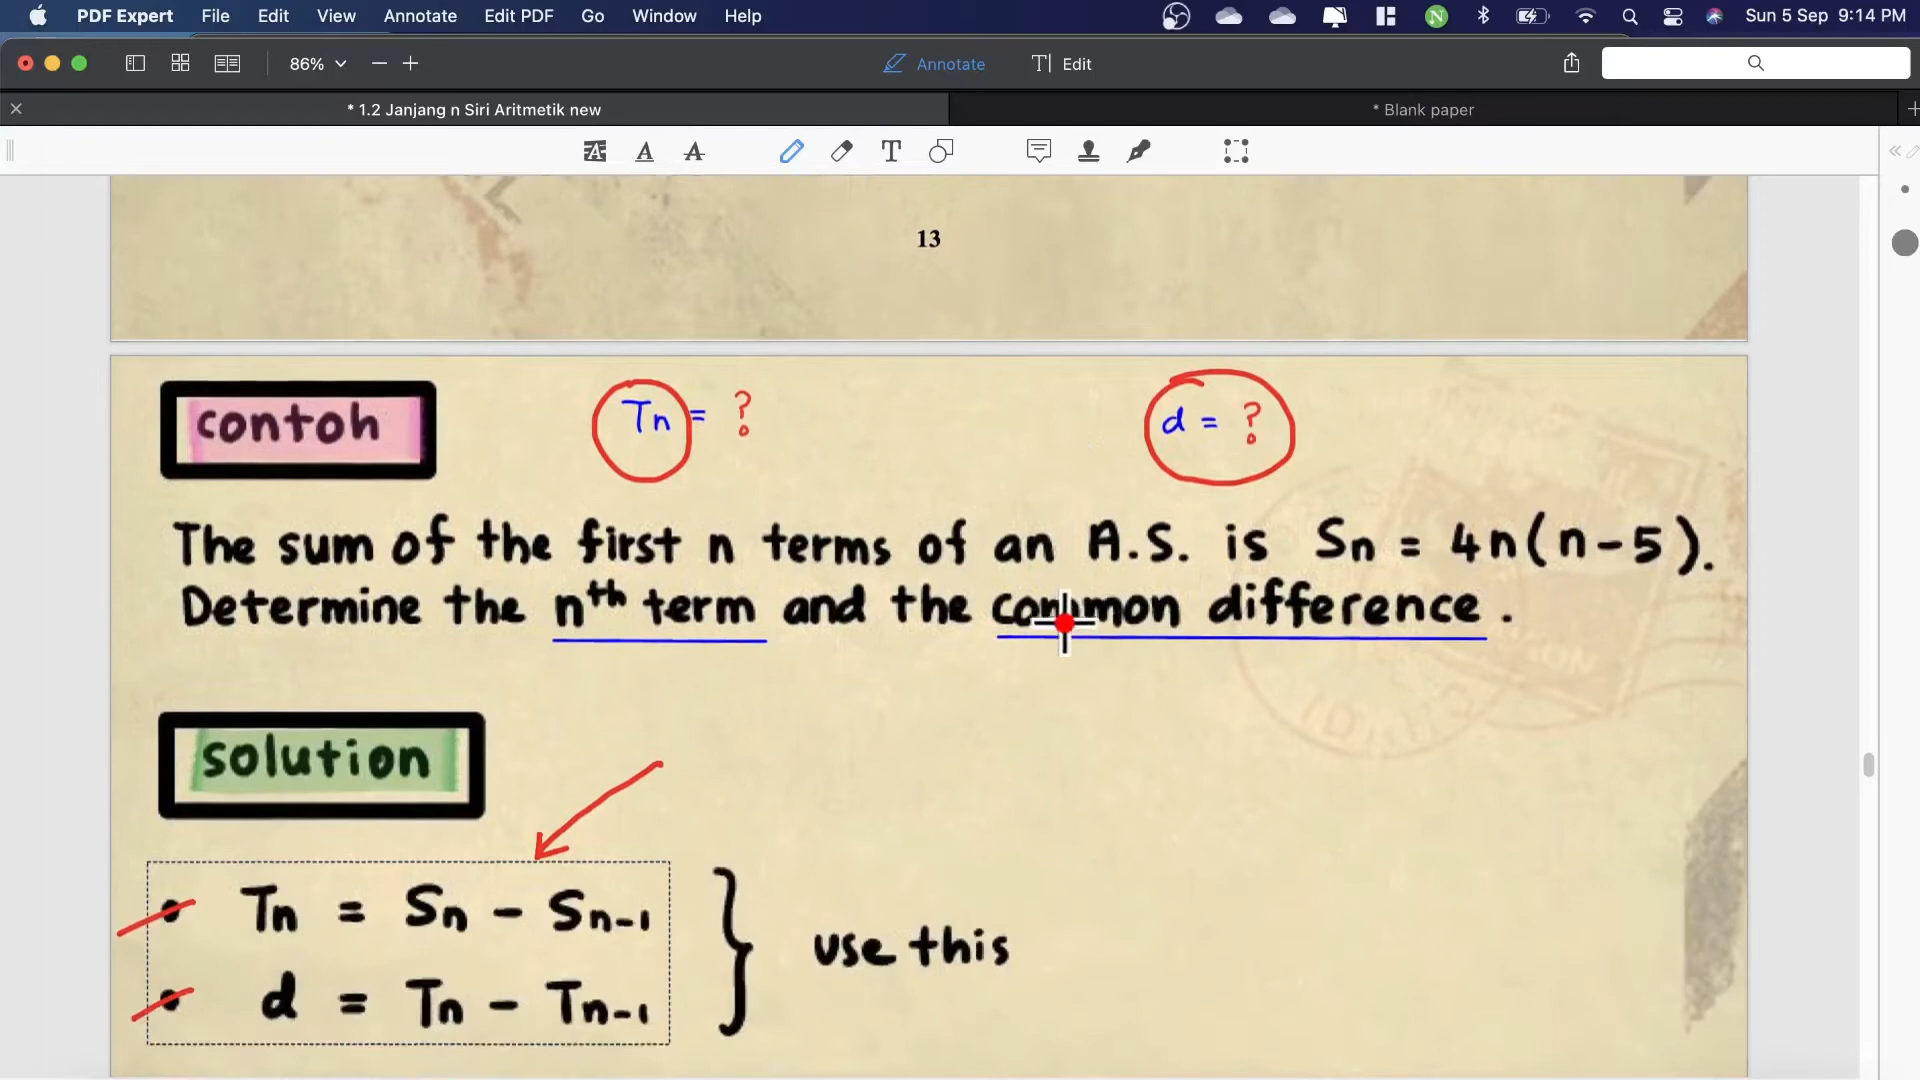 PDF Expert File Edit View Annotate Edit PDF Go Window Help Sun 5 Sep 9:14 PM
86% Annotate Edit
* 1.2 Janjang n Siri Aritmetik new * Blank paper
13
contoh Tn = ? d = ?
The sum of the first n terms of an A.S. is Sn = 4n(n-5).
Determine the nth term and the common difference.
solution
• Tn = Sn - Sn-1
use this
• d = Tn - Tn-1